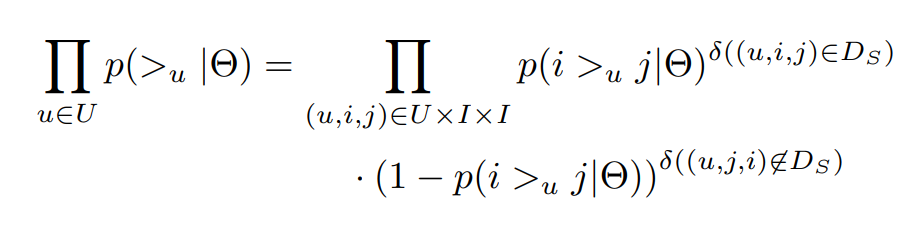 ∏_{u∈U} p(>_u |Θ) = ∏_{(u,i,j)∈U×I×I} p(i >_u j|Θ)^{δ((u,i,j)∈D_S)}
· (1 − p(i >_u j|Θ))^{δ((u,j,i)∉D_S)}